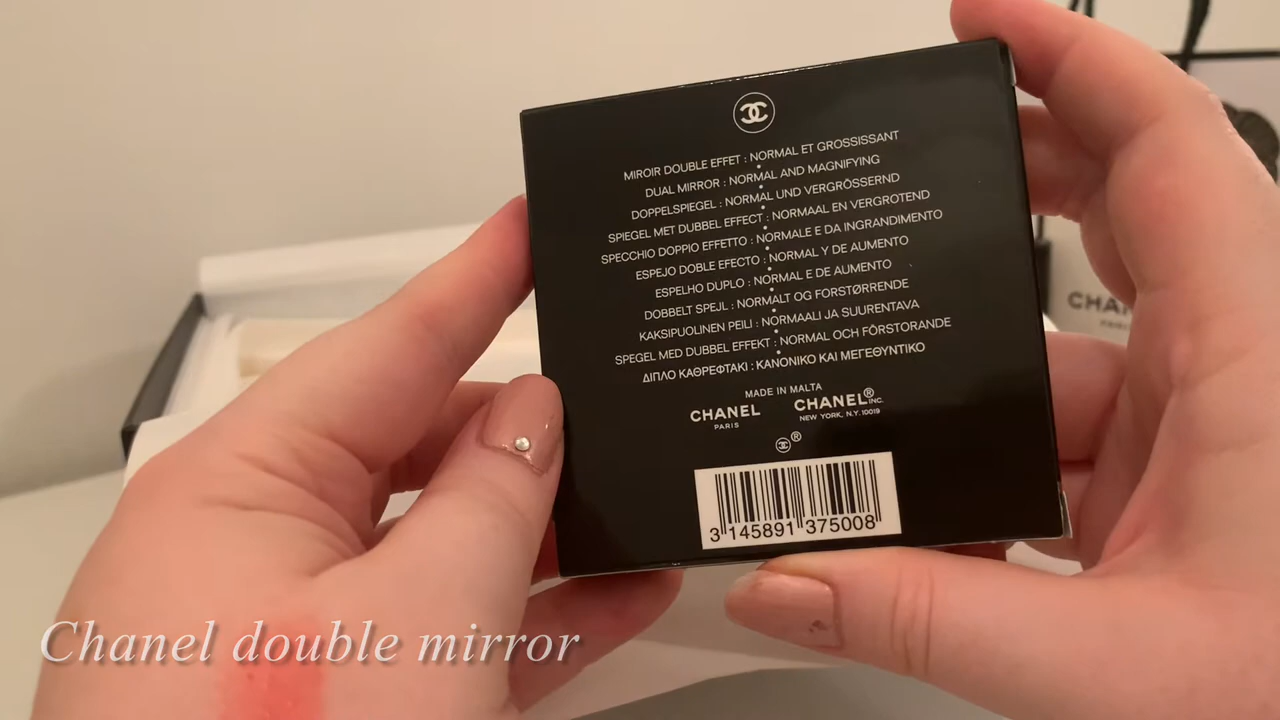 MIROIR DOUBLE EFFET : NORMAL ET GROSSISSANT
DUAL MIRROR : NORMAL AND MAGNIFYING
DOPPELSPIEGEL : NORMAL UND VERGRÖSSERND
SPIEGEL MET DUBBEL EFFECT : NORMAAL EN VERGROTEND
SPECCHIO DOPPIO EFFETTO : NORMALE E DA INGRANDIMENTO
ESPEJO DOBLE EFECTO : NORMAL Y DE AUMENTO
ESPELHO DUPLO : NORMAL E DE AUMENTO
DOBBELT SPEJL : NORMALT OG FORSTØRRENDE
KAKSIPUOLINEN PEILI : NORMAALI JA SUURENTAVA
SPEGEL MED DUBBEL EFFEKT : NORMAL OCH FÖRSTORANDE
ΔΙΠΛΟ ΚΑΘΡΕΦΤΑΚΙ : ΚΑΝΟΝΙΚΟ ΚΑΙ ΜΕΓΕΘΥΝΤΙΚΟ
MADE IN MALTA
CHANEL CHANEL® INC.
PARIS NEW YORK, N.Y. 10019
®
3 145891 375008
CHAN
PARIS
Chanel double mirror